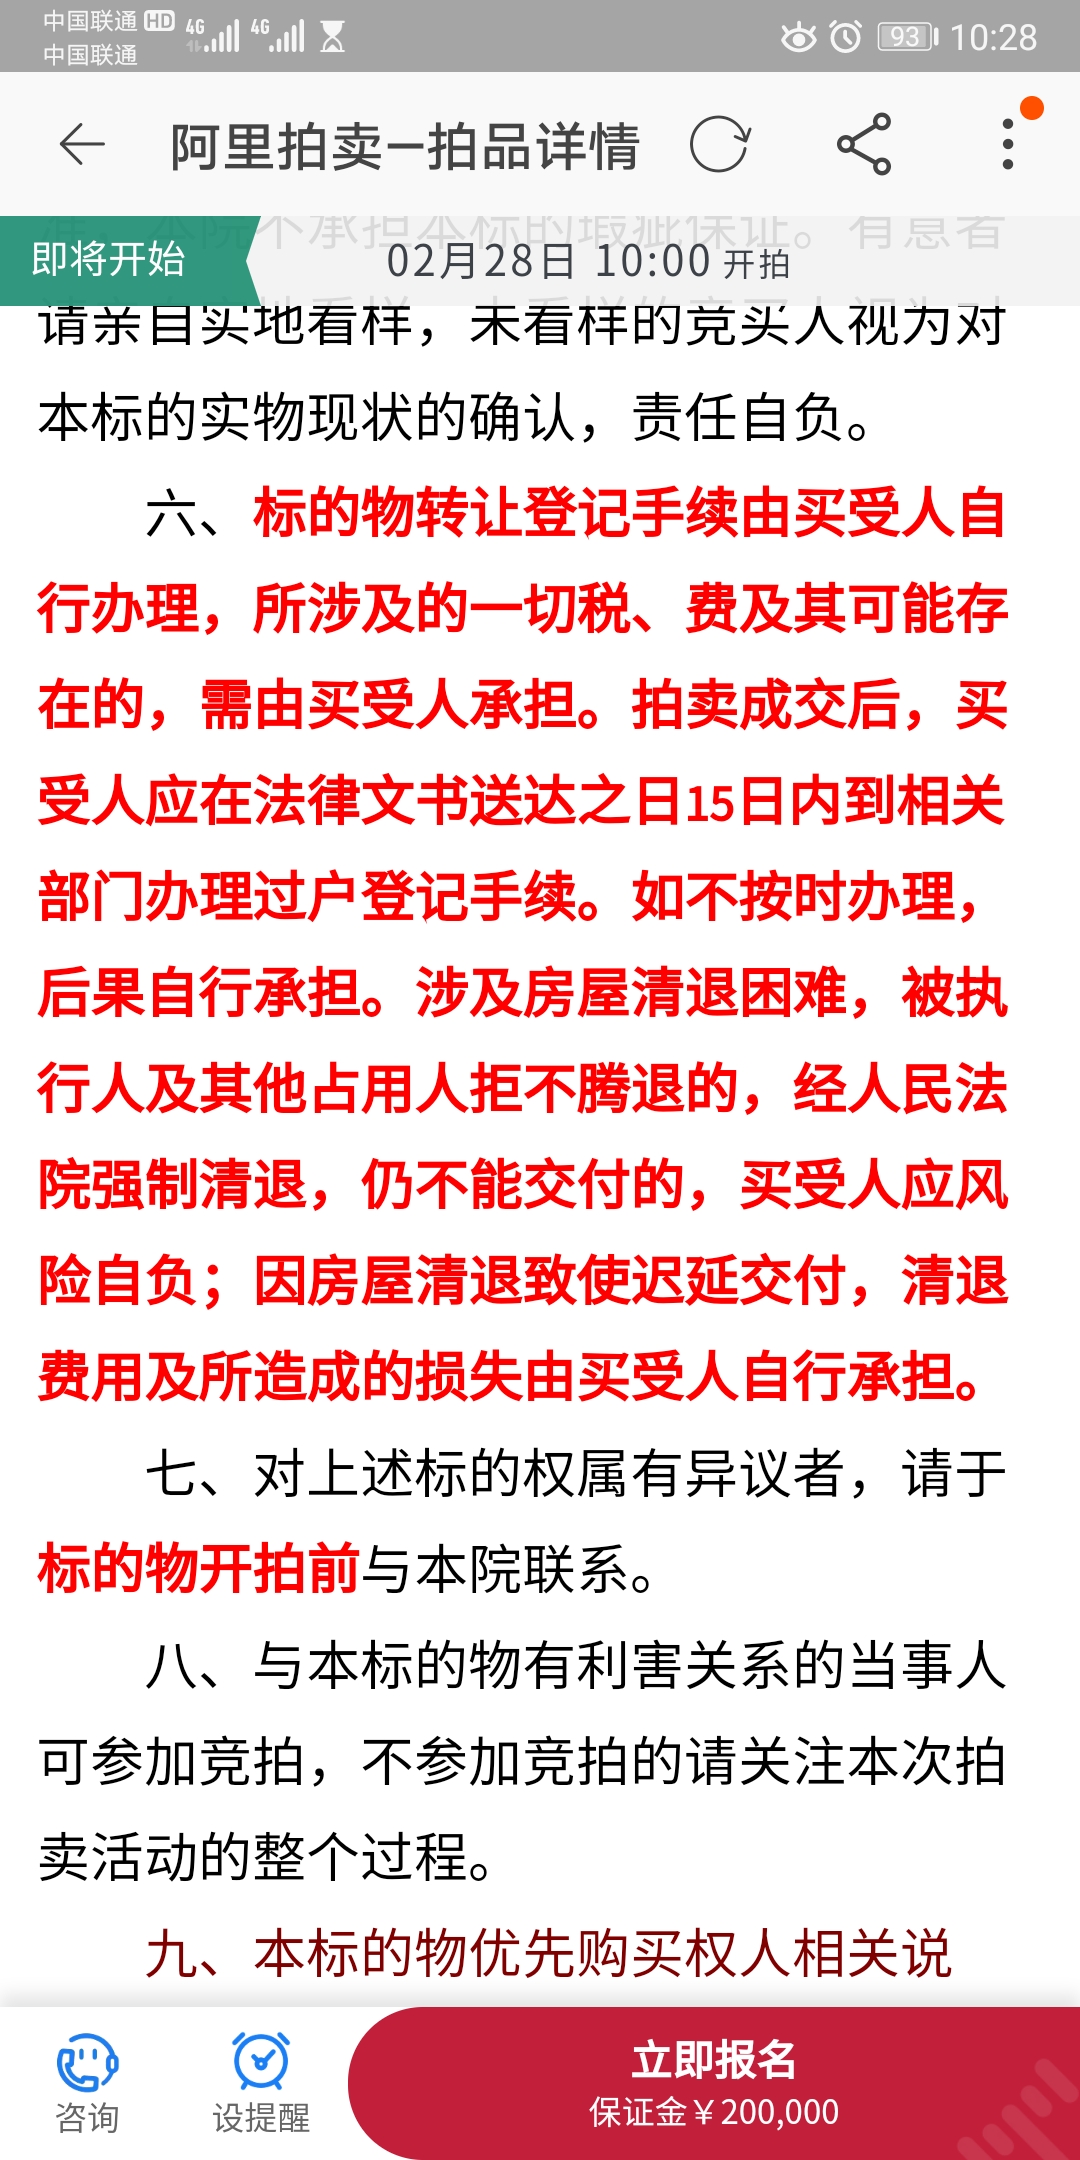 中国联通 HD 4G 4G 93 10:28
中国联通
阿里拍卖—拍品详情
准，本院不承担本标的瑕疵保证。有意者
即将开始 02月28日 10:00 开拍
请亲自实地看样，未看样的竞买人视为对
本标的实物现状的确认，责任自负。
六、标的物转让登记手续由买受人自
行办理，所涉及的一切税、费及其可能存
在的，需由买受人承担。拍卖成交后，买
受人应在法律文书送达之日15日内到相关
部门办理过户登记手续。如不按时办理，
后果自行承担。涉及房屋清退困难，被执
行人及其他占用人拒不腾退的，经人民法
院强制清退，仍不能交付的，买受人应风
险自负；因房屋清退致使迟延交付，清退
费用及所造成的损失由买受人自行承担。
七、对上述标的权属有异议者，请于
标的物开拍前与本院联系。
八、与本标的物有利害关系的当事人
可参加竞拍，不参加竞拍的请关注本次拍
卖活动的整个过程。
九、本标的物优先购买权人相关说
立即报名
保证金￥200,000
咨询 设提醒